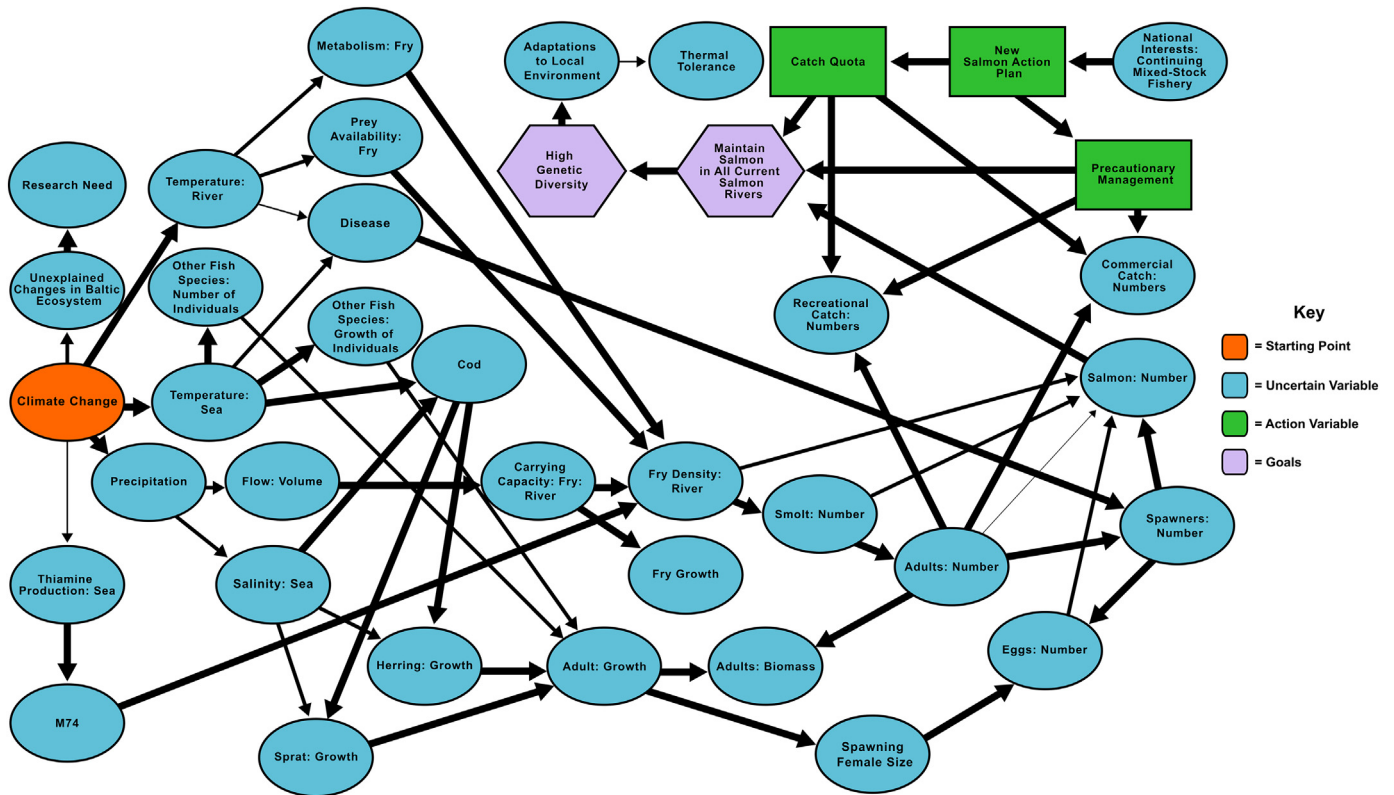 Metabolism: Fry
Adaptations
to Local
Environment
Thermal
Tolerance
Catch Quota
New
Salmon Action
Plan
National
Interests:
Continuing
Mixed-Stock
Fishery
Prey
Availability:
Fry
High
Genetic
Diversity
Maintain
Salmon
in All Current
Salmon
Rivers
Precautionary
Management
Research Need
Temperature:
River
Disease
Unexplained
Changes in Baltic
Ecosystem
Other Fish
Species:
Number of
Individuals
Other Fish
Species:
Growth of
Individuals
Recreational
Catch:
Numbers
Commercial
Catch:
Numbers
Key
= Starting Point
= Uncertain Variable
= Action Variable
= Goals
Climate Change
Temperature:
Sea
Cod
Salmon: Number
Precipitation
Flow: Volume
Carrying
Capacity: Fry:
River
Fry Density:
River
Smolt: Number
Spawners:
Number
Thiamine
Production: Sea
Salinity: Sea
Fry Growth
Adults: Number
Herring: Growth
Adult: Growth
Adults: Biomass
Eggs: Number
M74
Sprat: Growth
Spawning
Female Size